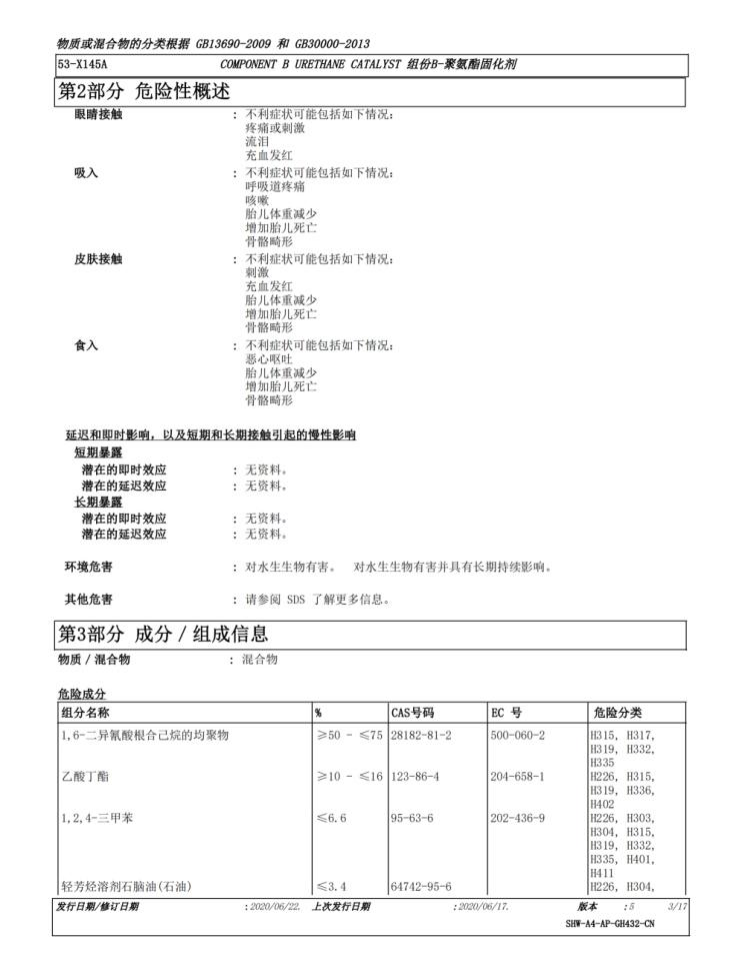 物质或混合物的分类根据 GB13690-2009 和 GB30000-2013
53-X145A COMPONENT B URETHANE CATALYST 组份B-聚氨酯固化剂
第2部分 危险性概述
眼睛接触 : 不利症状可能包括如下情况:
疼痛或刺激
流泪
充血发红
吸入 : 不利症状可能包括如下情况:
呼吸道疼痛
咳嗽
胎儿体重减少
增加胎儿死亡
骨骼畸形
皮肤接触 : 不利症状可能包括如下情况:
刺激
充血发红
胎儿体重减少
增加胎儿死亡
骨骼畸形
食入 : 不利症状可能包括如下情况:
恶心呕吐
胎儿体重减少
增加胎儿死亡
骨骼畸形
延迟和即时影响, 以及短期和长期接触引起的慢性影响
短期暴露
潜在的即时效应 : 无资料。
潜在的延迟效应 : 无资料。
长期暴露
潜在的即时效应 : 无资料。
潜在的延迟效应 : 无资料。
环境危害 : 对水生生物有害。 对水生生物有害并具有长期持续影响。
其他危害 : 请参阅 SDS 了解更多信息。
第3部分 成分/组成信息
物质/混合物 : 混合物
危险成分
组分名称 % CAS号码 EC 号 危险分类
1,6-二异氰酸根合己烷的均聚物 ≥50 - ≤75 28182-81-2 500-060-2 H315, H317,
H319, H332,
H335
乙酸丁酯 ≥10 - ≤16 123-86-4 204-658-1 H226, H315,
H319, H336,
H402
1,2,4-三甲苯 ≤6.6 95-63-6 202-436-9 H226, H303,
H304, H315,
H319, H332,
H335, H401,
H411
轻芳烃溶剂石脑油(石油) ≤3.4 64742-95-6 H226, H304,
发行日期/修订日期 : 2020/06/22. 上次发行日期 : 2020/06/17. 版本 : 5 3/17
SHW-A4-AP-GH432-CN